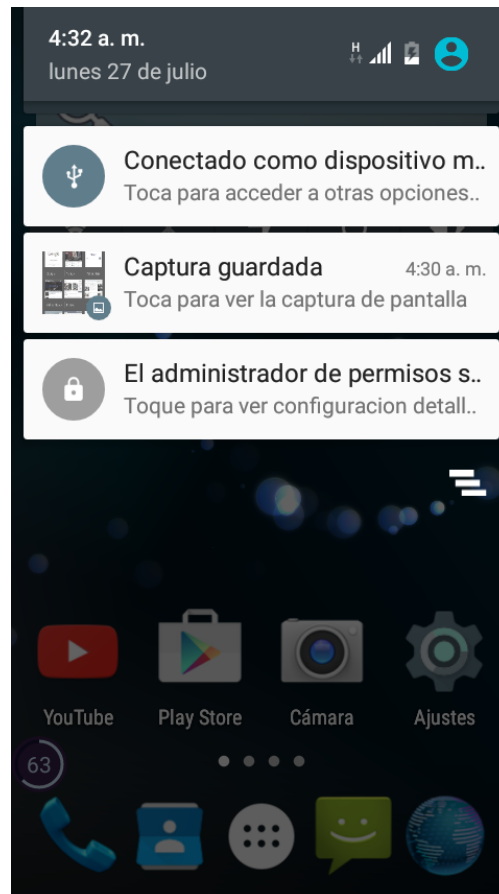 4:32 a. m.
lunes 27 de julio
H
Conectado como dispositivo m..
Toca para acceder a otras opciones..
Captura guardada 4:30 a. m.
Toca para ver la captura de pantalla
El administrador de permisos s..
Toque para ver configuracion detall..
YouTube Play Store Cámara Ajustes
63